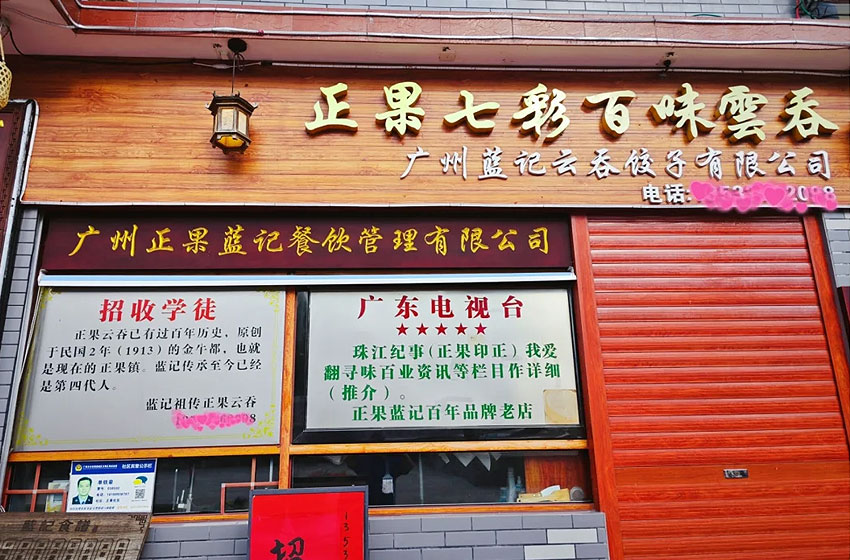 正果七彩百味雲吞
广州蓝记云吞饺子有限公司
电话:
广州正果蓝记餐饮管理有限公司
招收学徒
正果云吞已有过百年历史，原创
于民国2年（1913）的金牛都，也就
是现在的正果镇。蓝记传承至今已经
是第四代人。
蓝记祖传正果云吞
广东电视台
★★★★★
珠江纪事(正果印正)我爱
翻寻味百业资讯等栏目作详细
（推介）。
正果蓝记百年品牌老店
蓝记食谱
招
1353